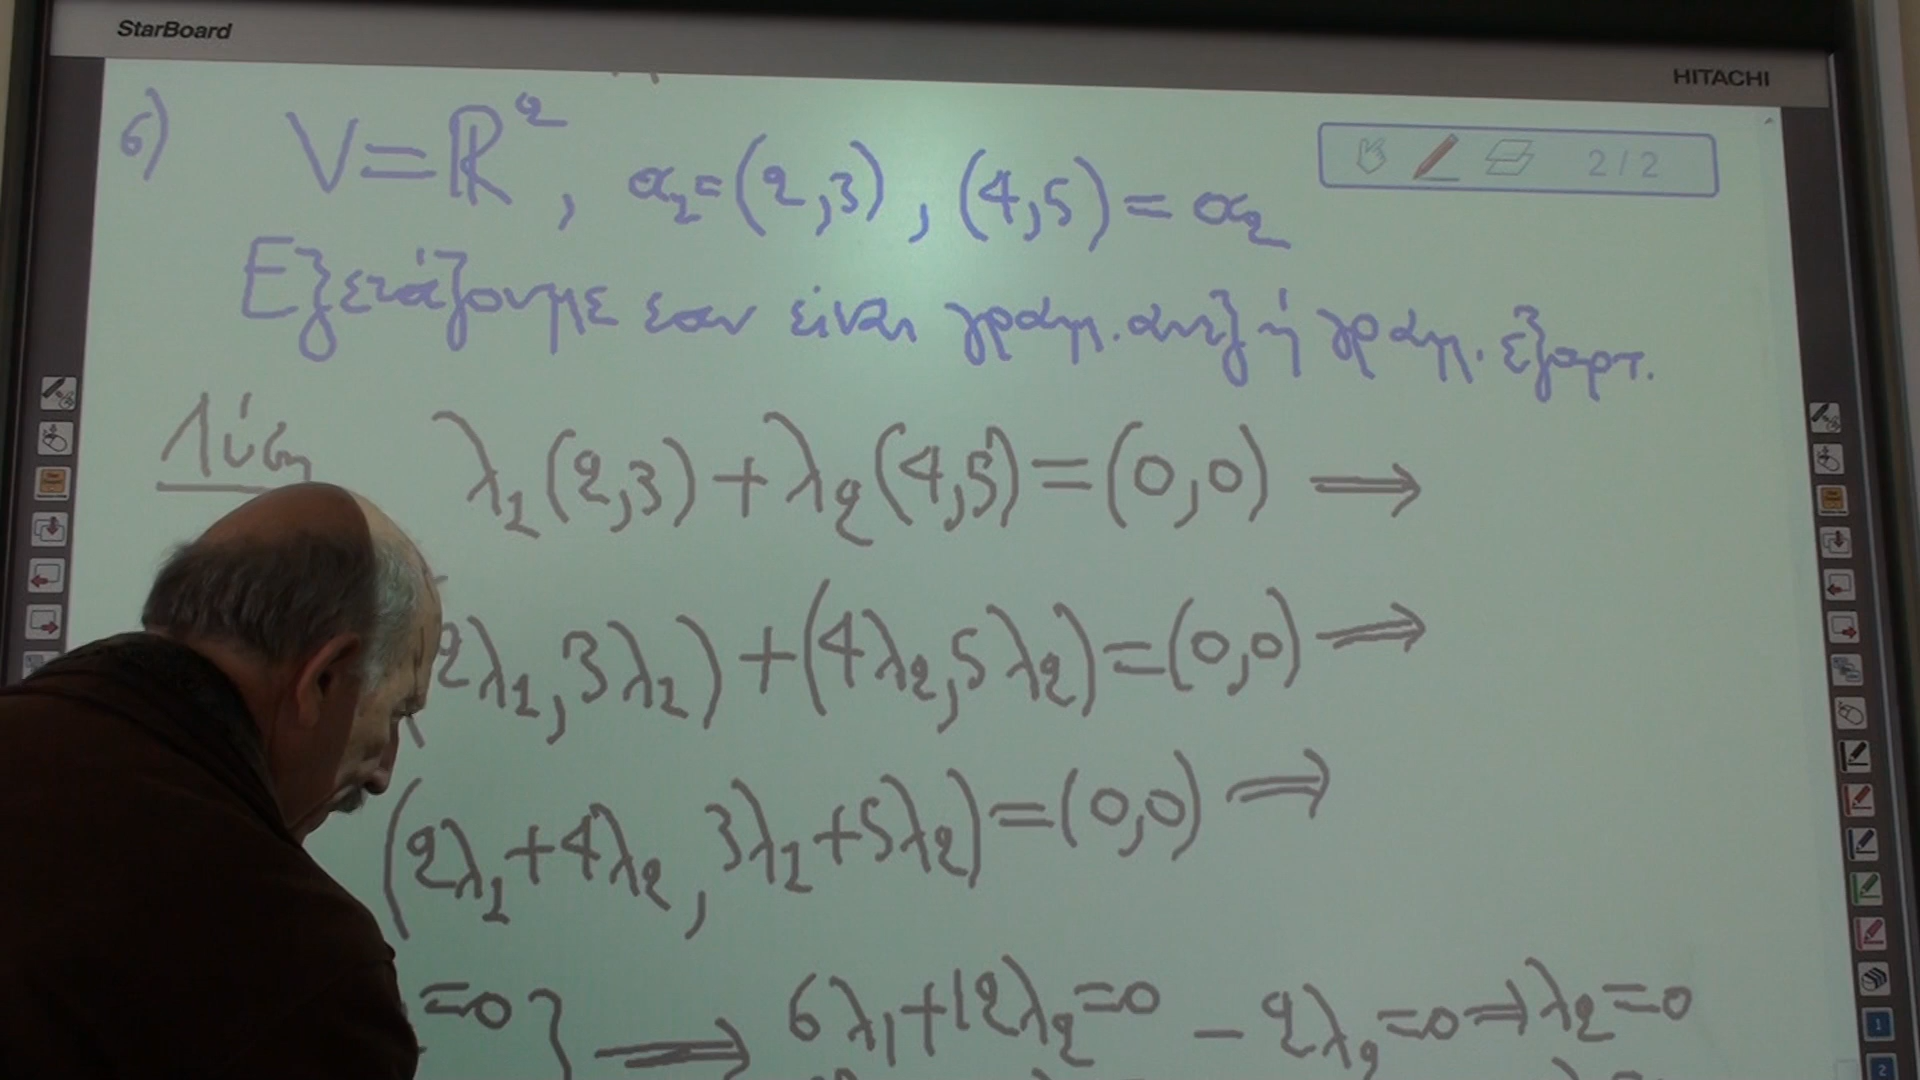 StarBoard
HITACHI
2/2
6) V=ℝ², α₁=(2,3), (4,5)=α₂
Εξετάζουμε εαν είναι γραμμ. ανεξ ή γραμμ. εξαρτ.
Λύση λ₁(2,3)+λ₂(4,5)=(0,0) ⟹
2λ₁,3λ₁)+(4λ₂,5λ₂)=(0,0) ⟹
(2λ₁+4λ₂,3λ₁+5λ₂)=(0,0) ⟹
=0 } ⟹ 6λ₁+12λ₂=0 - 2λ₂=0⟹λ₂=0
1
2